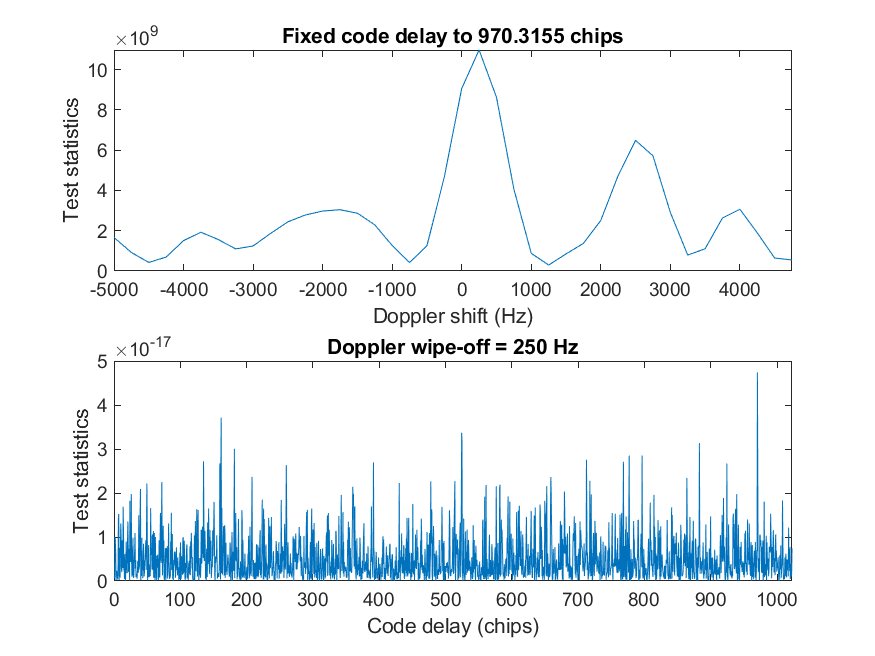 ×10^9
Fixed code delay to 970.3155 chips
10
8
6
4
2
0
Test statistics
-5000 -4000 -3000 -2000 -1000 0 1000 2000 3000 4000
Doppler shift (Hz)
×10^-17
Doppler wipe-off = 250 Hz
5
4
3
2
1
0
Test statistics
0 100 200 300 400 500 600 700 800 900 1000
Code delay (chips)